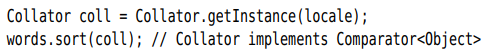 Collator coll = Collator.getInstance(locale);
words.sort(coll); // Collator implements Comparator<Object>